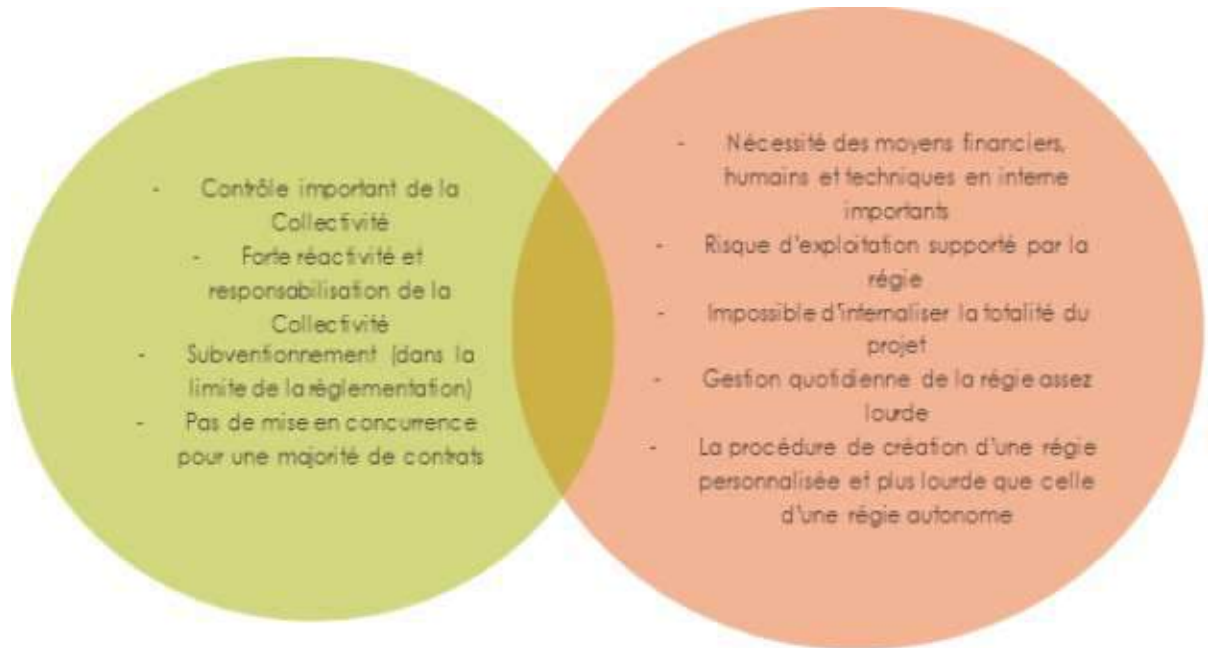 - Contrôle important de la
Collectivité
- Forte réactivité et
responsabilisation de la
Collectivité
- Subventionnement (dans la
limite de la règlementation)
- Pas de mise en concurrence
pour une majorité de contrats
- Nécessité des moyens financiers,
humains et techniques en interne
importants
- Risque d'exploitation supporté par la
régie
- Impossible d'internaliser la totalité du
projet
- Gestion quotidienne de la régie assez
lourde
- La procédure de création d'une régie
personnalisée et plus lourde que celle
d'une régie autonome